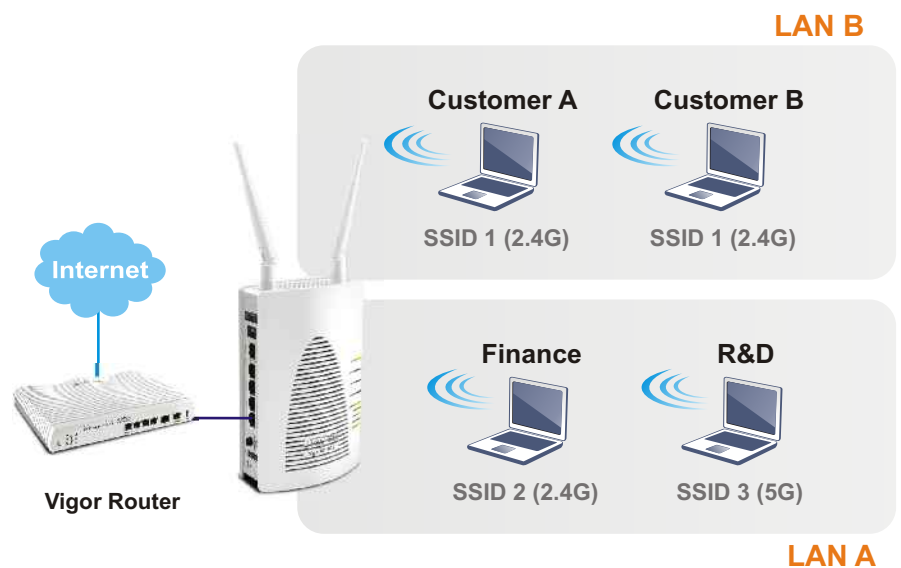 LAN B
Customer A
Customer B
SSID 1 (2.4G)
SSID 1 (2.4G)
Internet
Finance
R&D
SSID 2 (2.4G)
SSID 3 (5G)
Vigor Router
LAN A